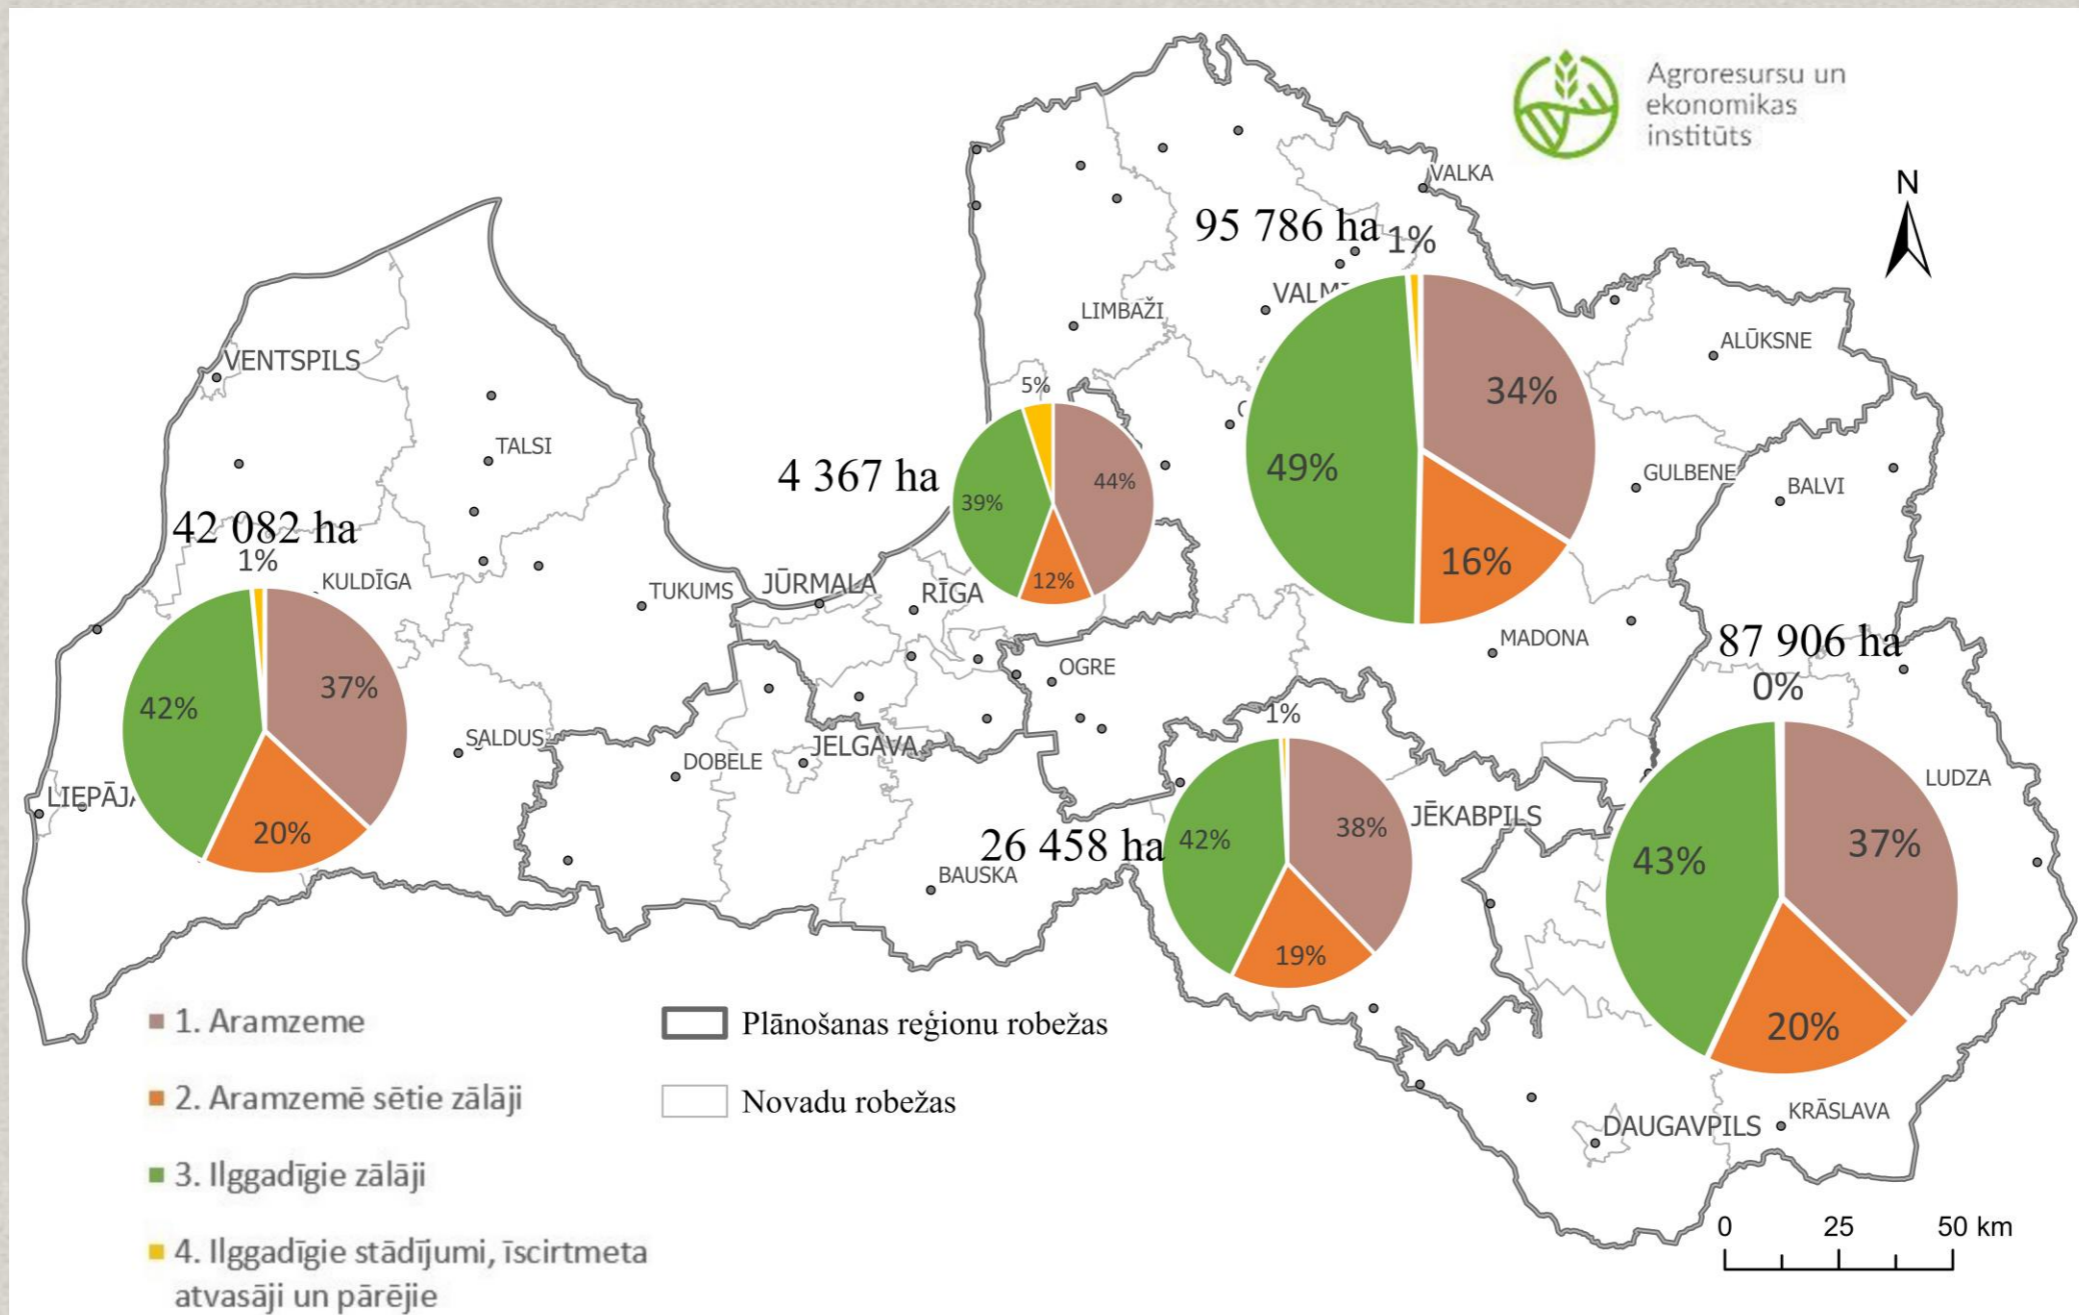 Agroresursu un
ekonomikas
institūts
N
VALKA
95 786 ha
1%
VALM
LIMBAŽI
ALŪKSNE
VENTSPILS
34%
5%
TALSI
49%
GULBENE
BALVI
4 367 ha
44%
39%
42 082 ha
1%
KULDĪGA
16%
12%
TUKUMS
JŪRMALA
RĪGA
MADONA
87 906 ha
0%
OGRE
37%
42%
1%
SALDUS
DOBELE
JELGAVA
LUDZA
LIEPĀJA
20%
JĒKABPILS
38%
42%
26 458 ha
37%
43%
BAUSKA
19%
20%
1. Aramzeme
2. Aramzemē sētie zālāji
3. Ilggadīgie zālāji
4. Ilggadīgie stādījumi, īscirtmeta
atvasāji un pārējie
Plānošanas reģionu robežas
Novadu robežas
DAUGAVPILS
KRĀSLAVA
0 25 50 km